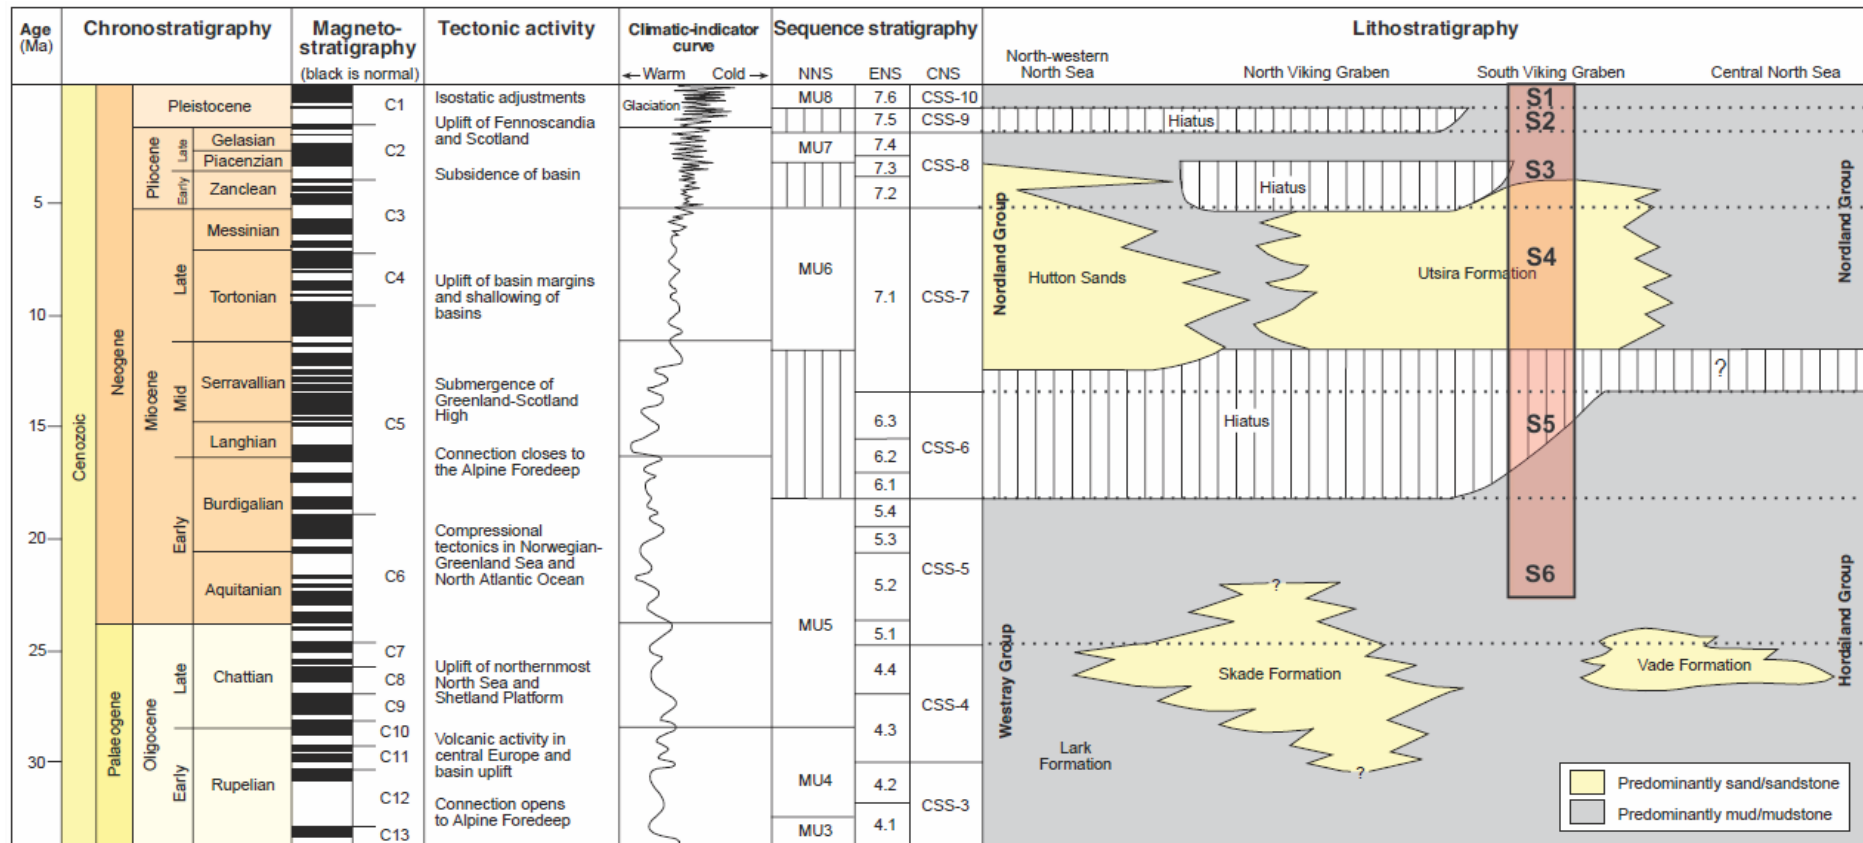 Age
(Ma)
Chronostratigraphy
Magneto-
stratigraphy
(black is normal)
Tectonic activity
Climatic-indicator
curve
←Warm Cold→
Sequence stratigraphy
NNS ENS CNS
Lithostratigraphy
North-western
North Sea
North Viking Graben
South Viking Graben
Central North Sea
5
10
15
20
25
30
Cenozoic
Neogene
Palaeogene
Pleistocene
Pliocene
Late
Early
Gelasian
Piacenzian
Zanclean
Miocene
Late
Mid
Early
Messinian
Tortonian
Serravallian
Langhian
Burdigalian
Aquitanian
Oligocene
Late
Early
Chattian
Rupelian
C1
C2
C3
C4
C5
C6
C7
C8
C9
C10
C11
C12
C13
Isostatic adjustments
Uplift of Fennoscandia
and Scotland
Subsidence of basin
Uplift of basin margins
and shallowing of
basins
Submergence of
Greenland-Scotland
High
Connection closes to
the Alpine Foredeep
Compressional
tectonics in Norwegian-
Greenland Sea and
North Atlantic Ocean
Uplift of northernmost
North Sea and
Shetland Platform
Volcanic activity in
central Europe and
basin uplift
Connection opens
to Alpine Foredeep
Glaciation
MU8
MU7
MU6
MU5
MU4
MU3
7.6
7.5
7.4
7.3
7.2
7.1
6.3
6.2
6.1
5.4
5.3
5.2
5.1
4.4
4.3
4.2
4.1
CSS-10
CSS-9
CSS-8
CSS-7
CSS-6
CSS-5
CSS-4
CSS-3
Hiatus
Hiatus
Nordland Group
Hutton Sands
Utsira Formation
Nordland Group
Hiatus
?
S1
S2
S3
S4
S5
S6
?
Westray Group
Skade Formation
Vade Formation
Hordaland Group
Lark
Formation
?
Predominantly sand/sandstone
Predominantly mud/mudstone